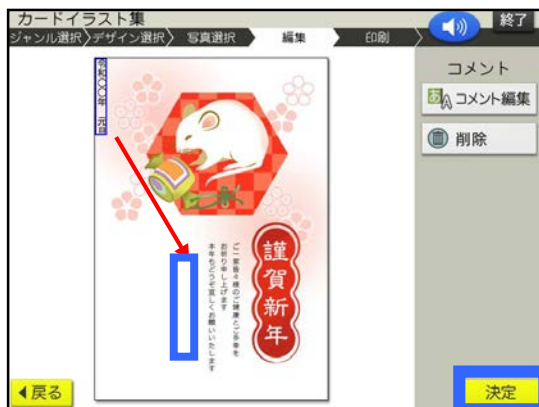 カードイラスト集
終了
ジャンル選択
デザイン選択
写真選択
編集
印刷
コメント
コメント編集
削除
令和〇〇年 元旦
謹賀新年
ご一家皆々様のご健康とご多幸を
お祈り申し上げます
本年もどうぞ宜しくお願いいたします
戻る
決定